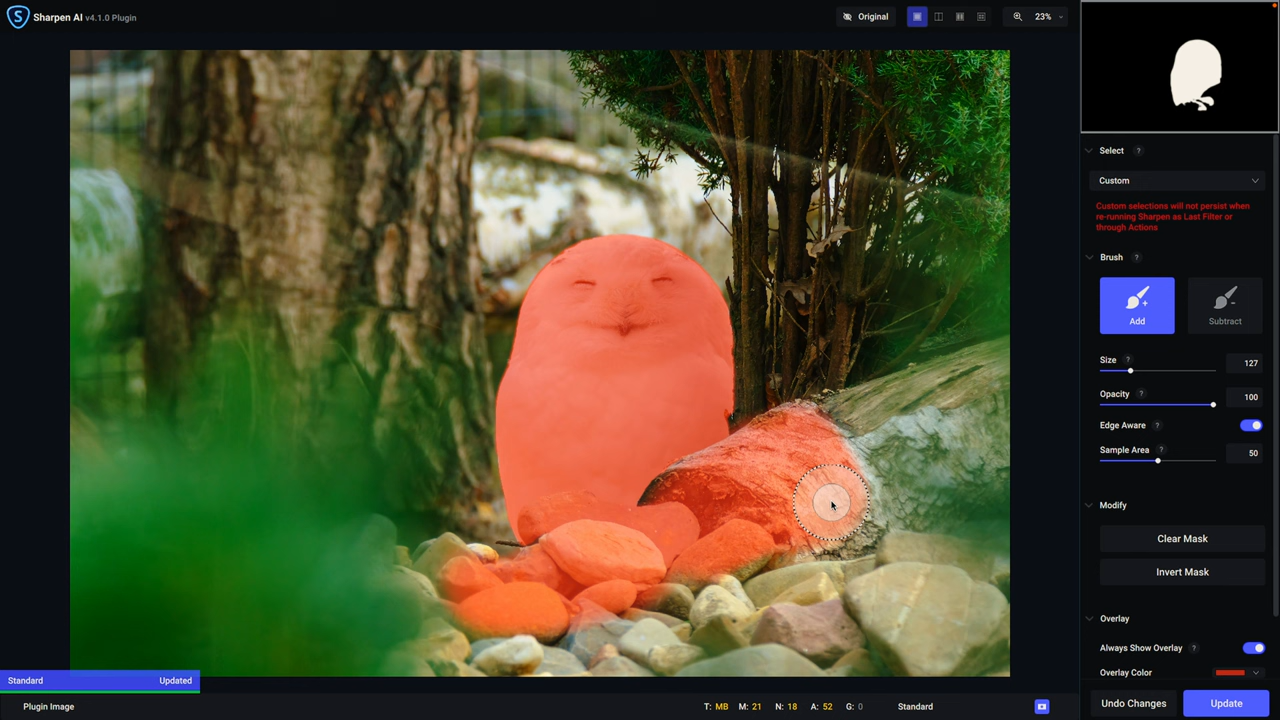 Sharpen AI v4.1.0 Plugin
Original
23%
Select ?
Custom
Custom selections will not persist when
re-running Sharpen as Last Filter or
through Actions
Brush ?
Add
Subtract
Size ?
127
Opacity ?
100
Edge Aware ?
Sample Area ?
50
Modify
Clear Mask
Invert Mask
Overlay
Always Show Overlay ?
Overlay Color
Standard Updated
Plugin Image
T: MB M: 21 N: 18 A: 52 G: 0 Standard
Undo Changes
Update